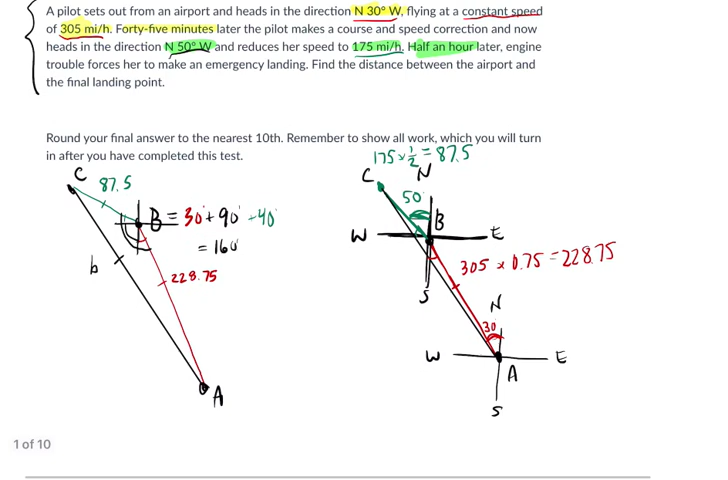 A pilot sets out from an airport and heads in the direction N 30° W, flying at a constant speed
of 305 mi/h. Forty-five minutes later the pilot makes a course and speed correction and now
heads in the direction N 50° W and reduces her speed to 175 mi/h. Half an hour later, engine
trouble forces her to make an emergency landing. Find the distance between the airport and
the final landing point.
Round your final answer to the nearest 10th. Remember to show all work, which you will turn
in after you have completed this test.
175 × 1/2 = 87.5
C
87.5
B = 30° + 90° + 40°
= 160°
b
228.75
A
C
N
50°
B
W
E
305 × 0.75 = 228.75
S
N
30°
W
E
A
S
1 of 10